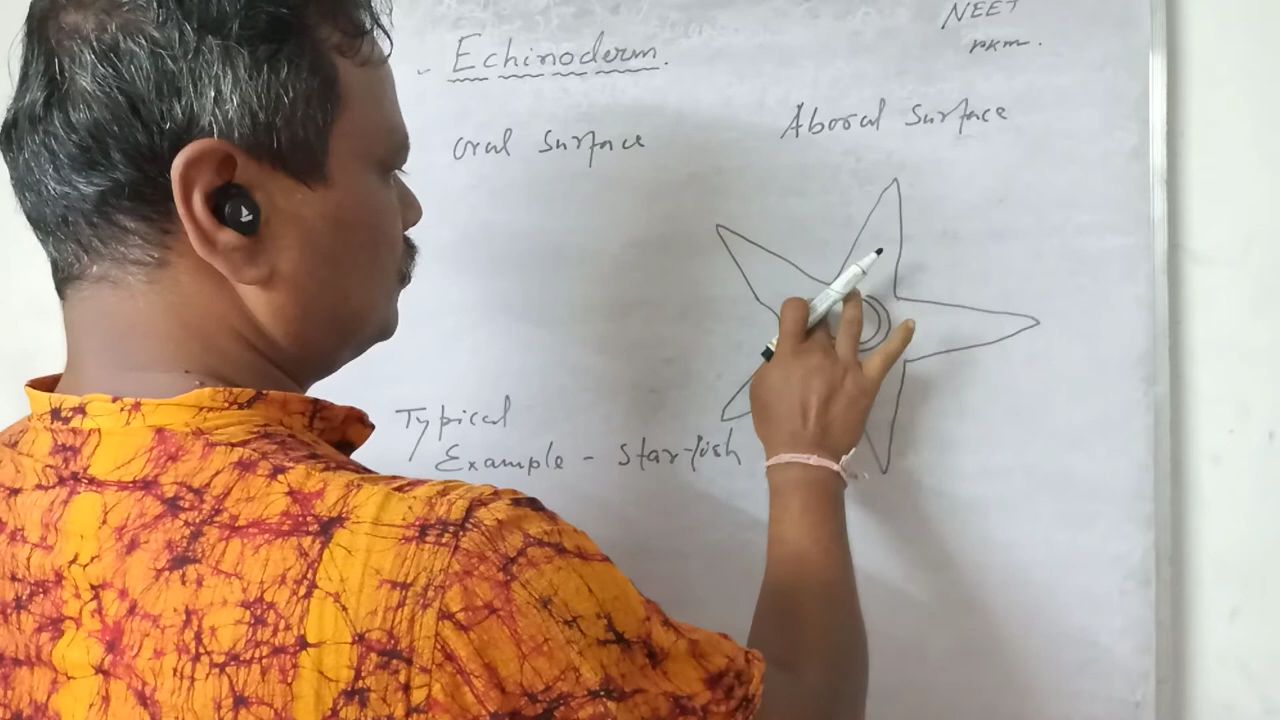 NEET
PKM.
- Echinoderm.
Oral Surface
Aboral Surface
Typical
Example - Star-fish